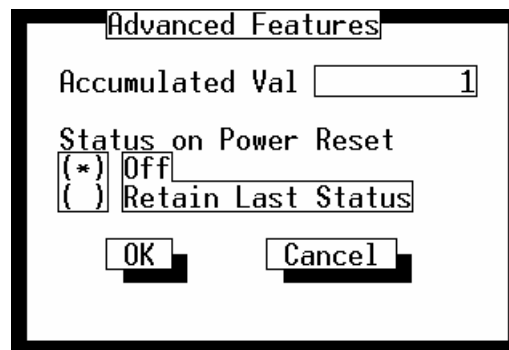 Advanced Features
Accumulated Val 1
Status on Power Reset
(*) Off
( ) Retain Last Status
OK Cancel